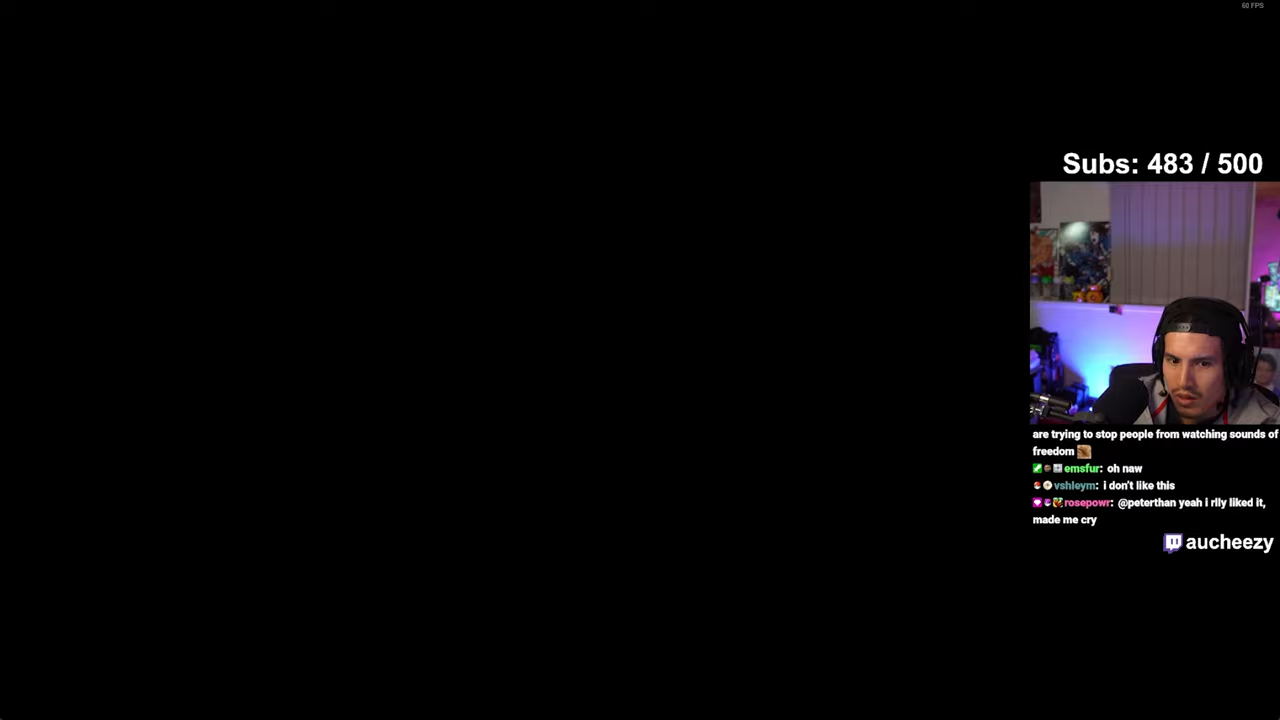 60 FPS
Subs: 483 / 500
are trying to stop people from watching sounds of
freedom
emsfur: oh naw
vshleym: i don't like this
rosepowr: @peterthan yeah i rlly liked it,
made me cry
aucheezy